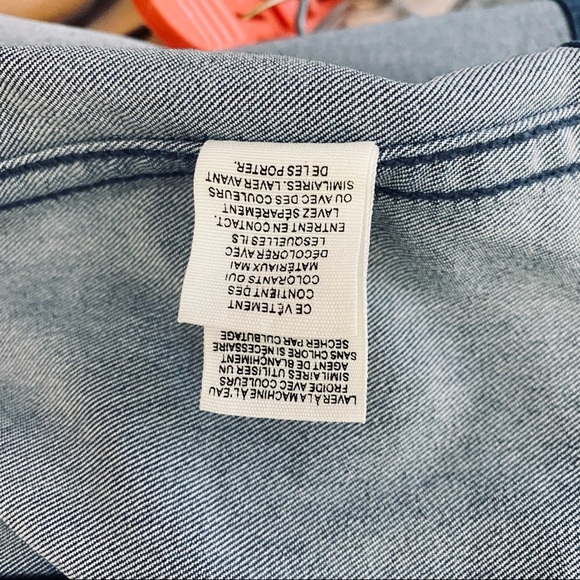 LAVER À LA MACHINE À L'EAU
FROIDE AVEC COULEURS
SIMILAIRES UTILISER UN
AGENT DE BLANCHIMENT
SANS CHLORE SI NÉCESSAIRE
SECHER PAR CULBUTAGE
CE VÊTEMENT
CONTIENT DES
COLORANTS QUI
MATÉRIAUX MAI
DÉCOLORER AVEC
LESQUELLES ILS
ENTRENT EN CONTACT.
LAVEZ SÉPARÉMENT
OU AVEC DES COULEURS
SIMILAIRES. LAVER AVANT
DE LES PORTER.